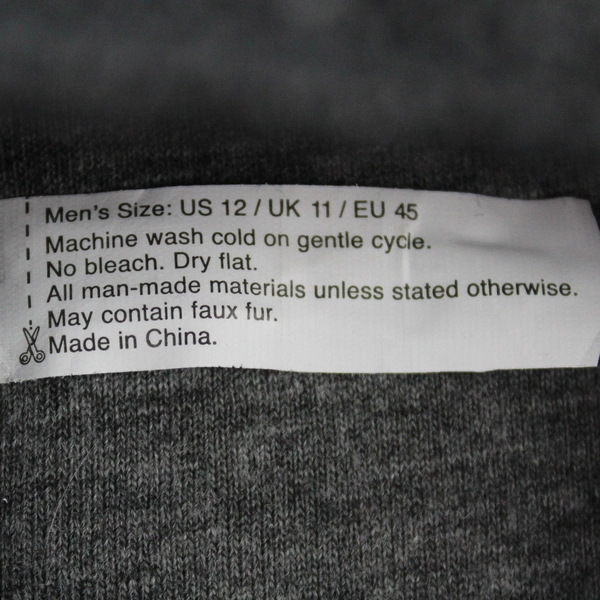 Men's Size: US 12 / UK 11 / EU 45
Machine wash cold on gentle cycle.
No bleach. Dry flat.
All man-made materials unless stated otherwise.
May contain faux fur.
Made in China.